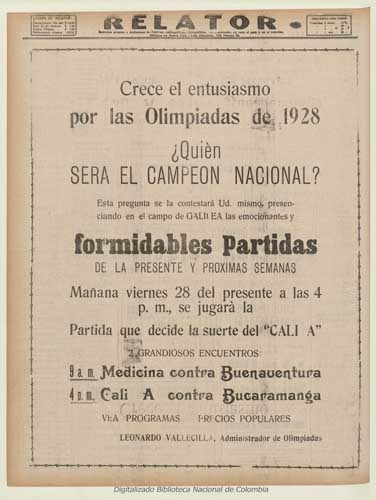 RELATOR
Crece el entusiasmo
por las Olimpiadas de 1928
¿Quièn
SERA EL CAMPEON NACIONAL?
Esta pregunta se la contestará Ud. mismo, presen-
ciando en el campo de GALILEA las emocionantes y
formidables Partidas
DE LA PRESENTE Y PROXIMAS SEMANAS
Mañana viernes 28 del presente a las 4
p. m., se jugarà la
Partida que decide la suerte del "CALI A"
2 GRANDIOSOS ENCUENTROS:
9 a. m. Medicina contra Buenaventura
4 p. m. Cali A contra Bucaramanga
VEA PROGRAMAS PRECIOS POPULARES
LEONARDO VALLECILLA, Administrador de Olimpiadas
Digitalizado Biblioteca Nacional de Colombia